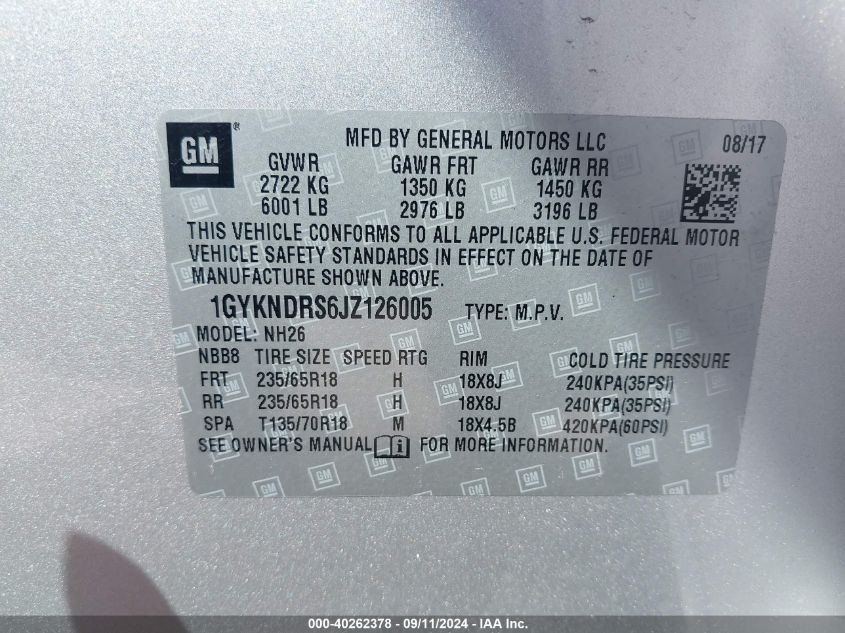 GM ® MFD BY GENERAL MOTORS LLC 08/17
GVWR GAWR FRT GAWR RR
2722 KG 1350 KG 1450 KG
6001 LB 2976 LB 3196 LB
THIS VEHICLE CONFORMS TO ALL APPLICABLE U.S. FEDERAL MOTOR
VEHICLE SAFETY STANDARDS IN EFFECT ON THE DATE OF
MANUFACTURE SHOWN ABOVE.
1GYKNDRS6JZ126005 TYPE: M.P.V.
MODEL: NH26
NBB8 TIRE SIZE SPEED RTG RIM COLD TIRE PRESSURE
FRT 235/65R18 H 18X8J 240KPA(35PSI)
RR 235/65R18 H 18X8J 240KPA(35PSI)
SPA T135/70R18 M 18X4.5B 420KPA(60PSI)
SEE OWNER'S MANUAL FOR MORE INFORMATION.
000-40262378 - 09/11/2024 - IAA Inc.